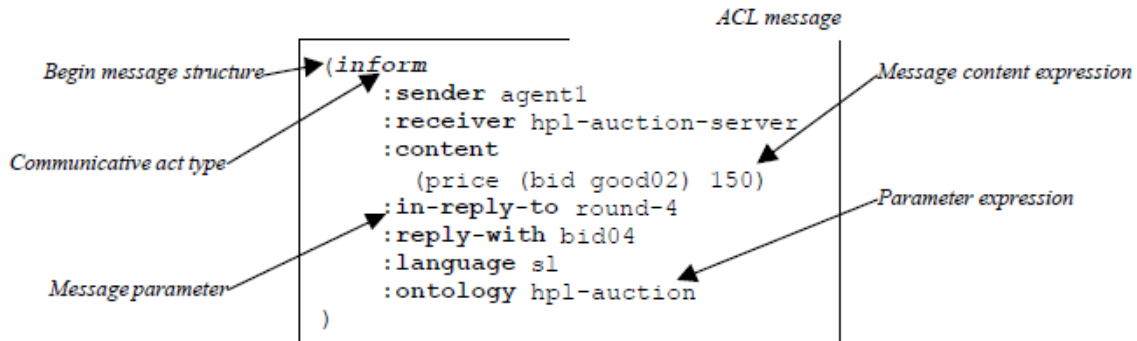 ACL message
Begin message structure
(inform
Message content expression
:sender agent1
:receiver hpl-auction-server
Communicative act type
:content
(price (bid good02) 150)
:in-reply-to round-4
Parameter expression
:reply-with bid04
:language sl
Message parameter
:ontology hpl-auction
)